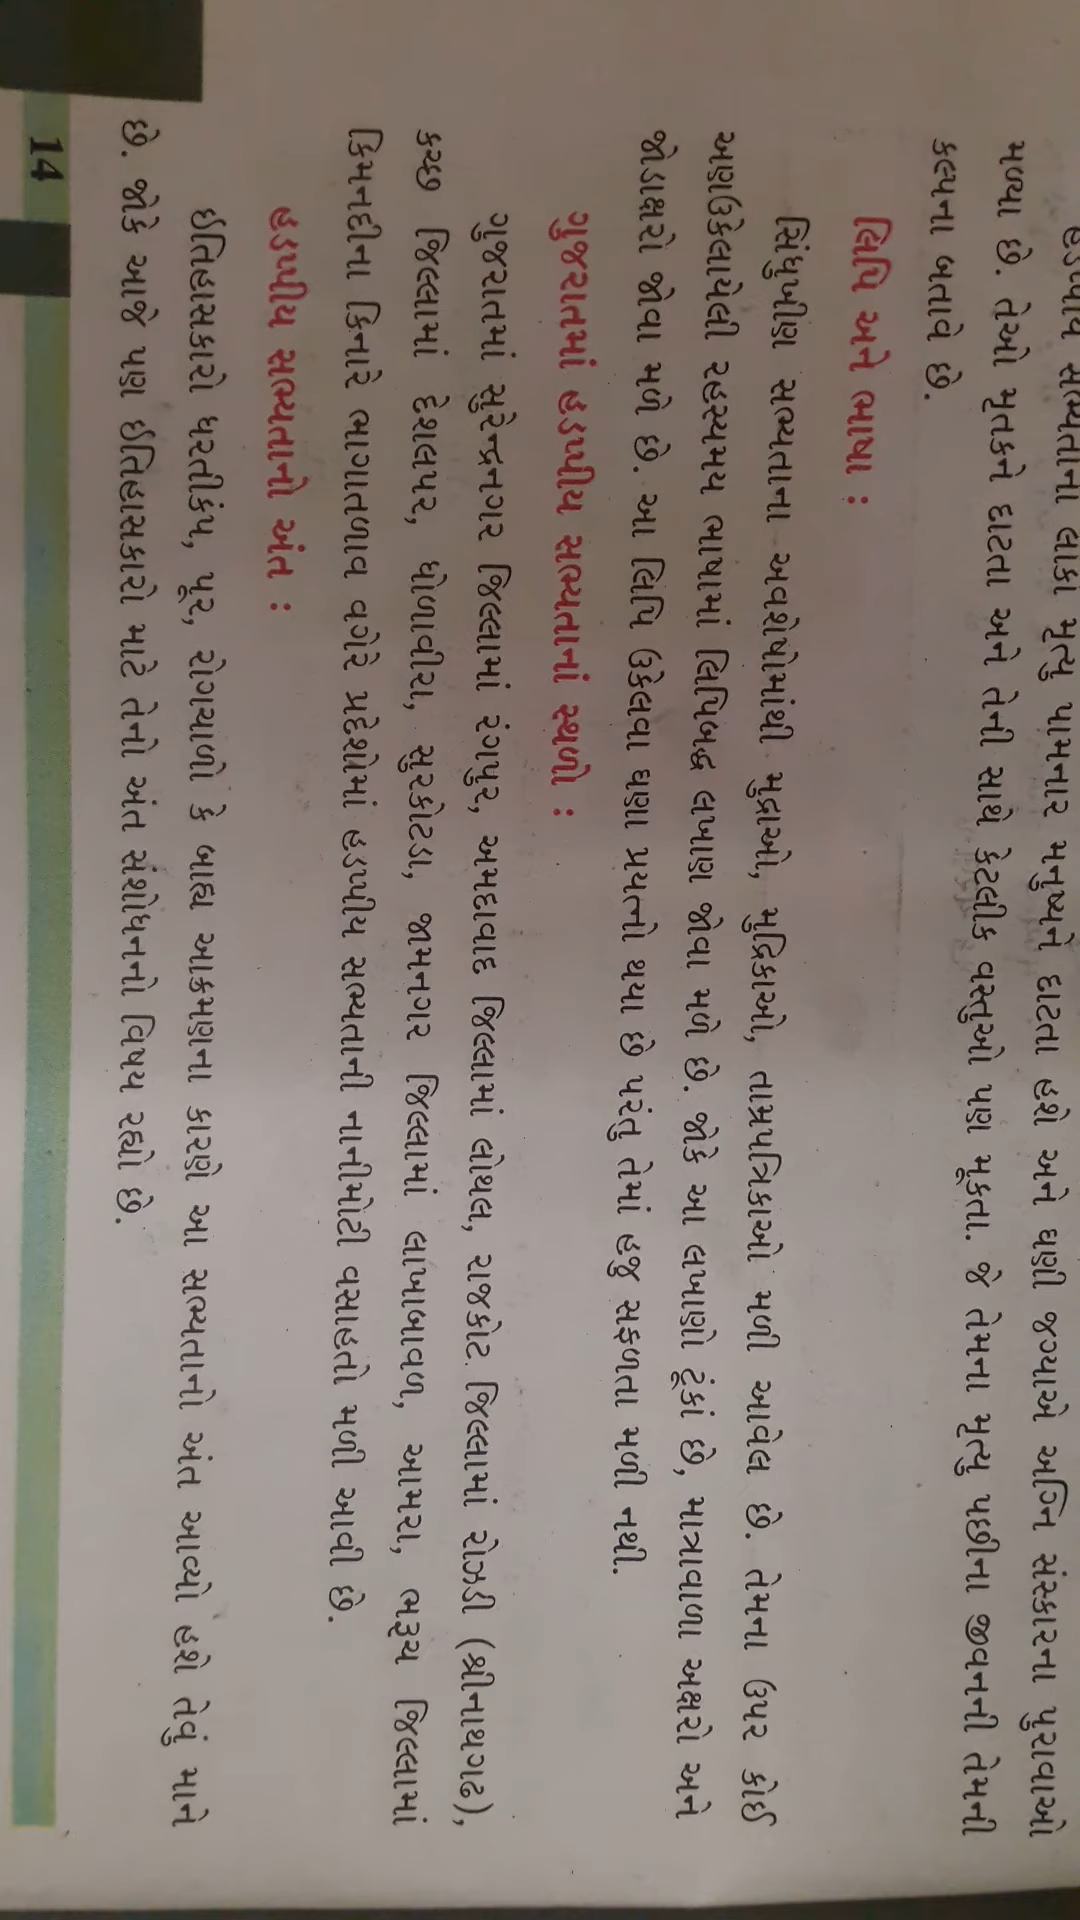 હડપ્પીય સભ્યતાના લોકો મૃત્યુ પામનાર મનુષ્યને દાટતા હશે અને ઘણી જગ્યાએ અગ્નિ સંસ્કારના પુરાવાઓ
મળ્યા છે. તેઓ મૃતકને દાટતા અને તેની સાથે કેટલીક વસ્તુઓ પણ મૂકતા. જે તેમના મૃત્યુ પછીના જીવનની તેમની
કલ્પના બતાવે છે.
લિપિ અને ભાષા :
સિંધુખીણ સભ્યતાના અવશેષોમાંથી મુદ્રાઓ, મુદ્રિકાઓ, તામ્રપત્રિકાઓ મળી આવેલ છે. તેમના ઉપર કોઈ
અણઉકેલાયેલી રહસ્યમય ભાષામાં લિપિબદ્ધ લખાણ જોવા મળે છે. જોકે આ લખાણો ટૂંકાં છે, માત્રાવાળા અક્ષરો અને
જોડાક્ષરો જોવા મળે છે. આ લિપિ ઉકેલવા ઘણા પ્રયત્નો થયા છે પરંતુ તેમાં હજુ સફળતા મળી નથી.
ગુજરાતમાં હડપ્પીય સભ્યતાનાં સ્થળો :
ગુજરાતમાં સુરેન્દ્રનગર જિલ્લામાં રંગપુર, અમદાવાદ જિલ્લામાં લોથલ, રાજકોટ જિલ્લામાં રોઝડી (શ્રીનાથગઢ),
કચ્છ જિલ્લામાં દેશલપર, ધોળાવીરા, સુરકોટડા, જામનગર જિલ્લામાં લાખાબાવળ, આમરા, ભરૂચ જિલ્લામાં
કિમનદીના કિનારે ભાગાતળાવ વગેરે પ્રદેશોમાં હડપ્પીય સભ્યતાની નાનીમોટી વસાહતો મળી આવી છે.
હડપ્પીય સભ્યતાનો અંત :
ઈતિહાસકારો ધરતીકંપ, પૂર, રોગચાળો કે બાહ્ય આક્રમણના કારણે આ સભ્યતાનો અંત આવ્યો હશે તેવું માને
છે. જોકે આજે પણ ઈતિહાસકારો માટે તેનો અંત સંશોધનનો વિષય રહ્યો છે.
14